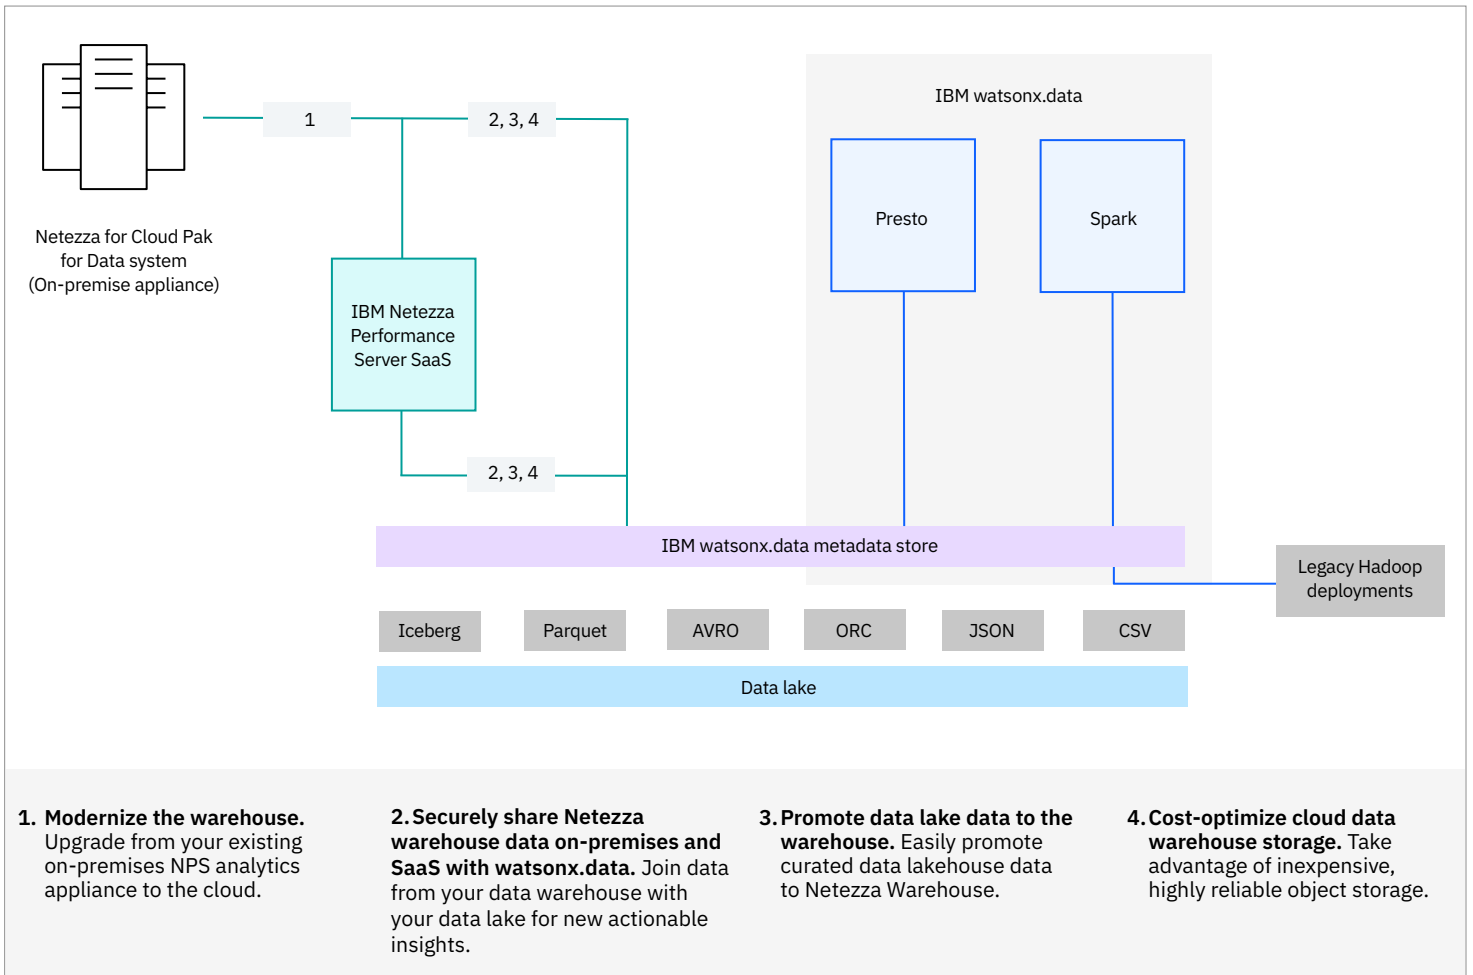 IBM watsonx.data
1
2, 3, 4
Presto
Spark
Netezza for Cloud Pak
for Data system
(On-premise appliance)
IBM Netezza
Performance
Server SaaS
2, 3, 4
IBM watsonx.data metadata store
Legacy Hadoop
deployments
Iceberg
Parquet
AVRO
ORC
JSON
CSV
Data lake
1. Modernize the warehouse.
Upgrade from your existing
on-premises NPS analytics
appliance to the cloud.
2. Securely share Netezza
warehouse data on-premises and
SaaS with watsonx.data. Join data
from your data warehouse with
your data lake for new actionable
insights.
3. Promote data lake data to the
warehouse. Easily promote
curated data lakehouse data
to Netezza Warehouse.
4. Cost-optimize cloud data
warehouse storage. Take
advantage of inexpensive,
highly reliable object storage.